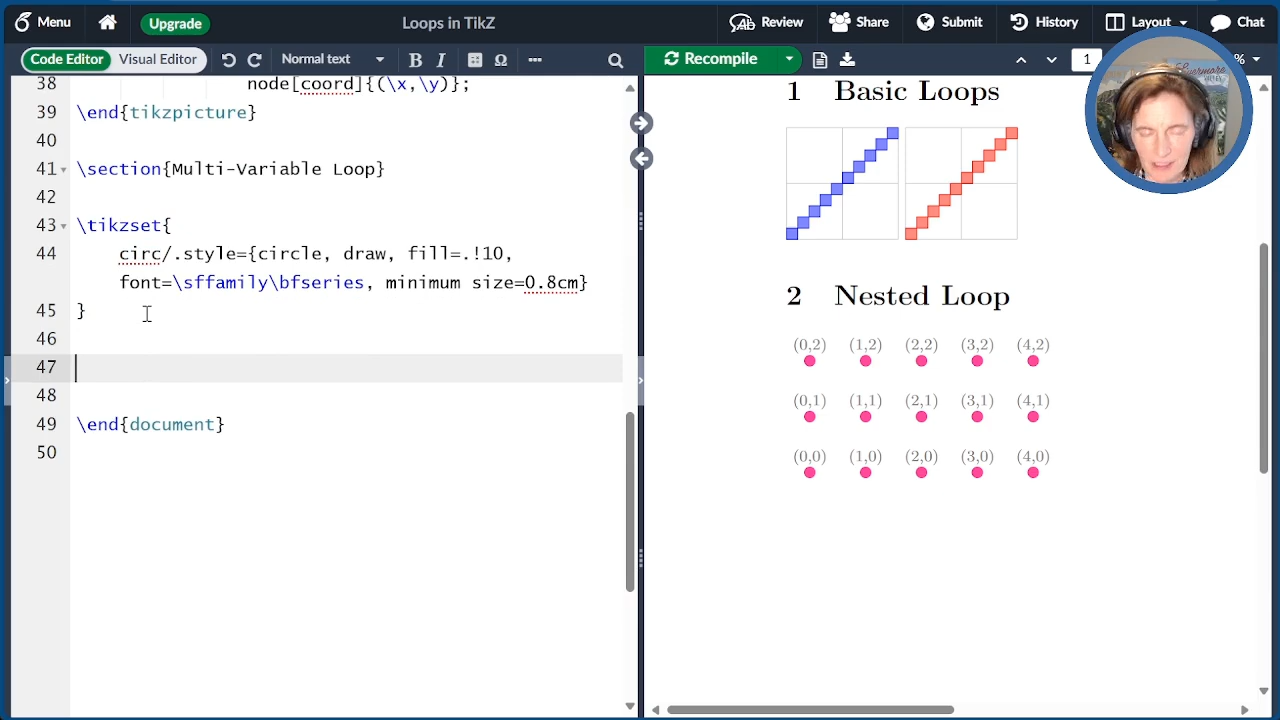 Menu
Upgrade
Loops in TikZ
Review
Share
Submit
History
Layout
Chat
Code Editor
Visual Editor
Normal text
B
I
Ω
Recompile
1
%
38 node[coord]{(\x,\y)};
39 \end{tikzpicture}
40
41 \section{Multi-Variable Loop}
42
43 \tikzset{
44 circ/.style={circle, draw, fill=.!10,
font=\sffamily\bfseries, minimum size=0.8cm}
45 }
46
47
48
49 \end{document}
50
1 Basic Loops
2 Nested Loop
(0,2) (1,2) (2,2) (3,2) (4,2)
(0,1) (1,1) (2,1) (3,1) (4,1)
(0,0) (1,0) (2,0) (3,0) (4,0)